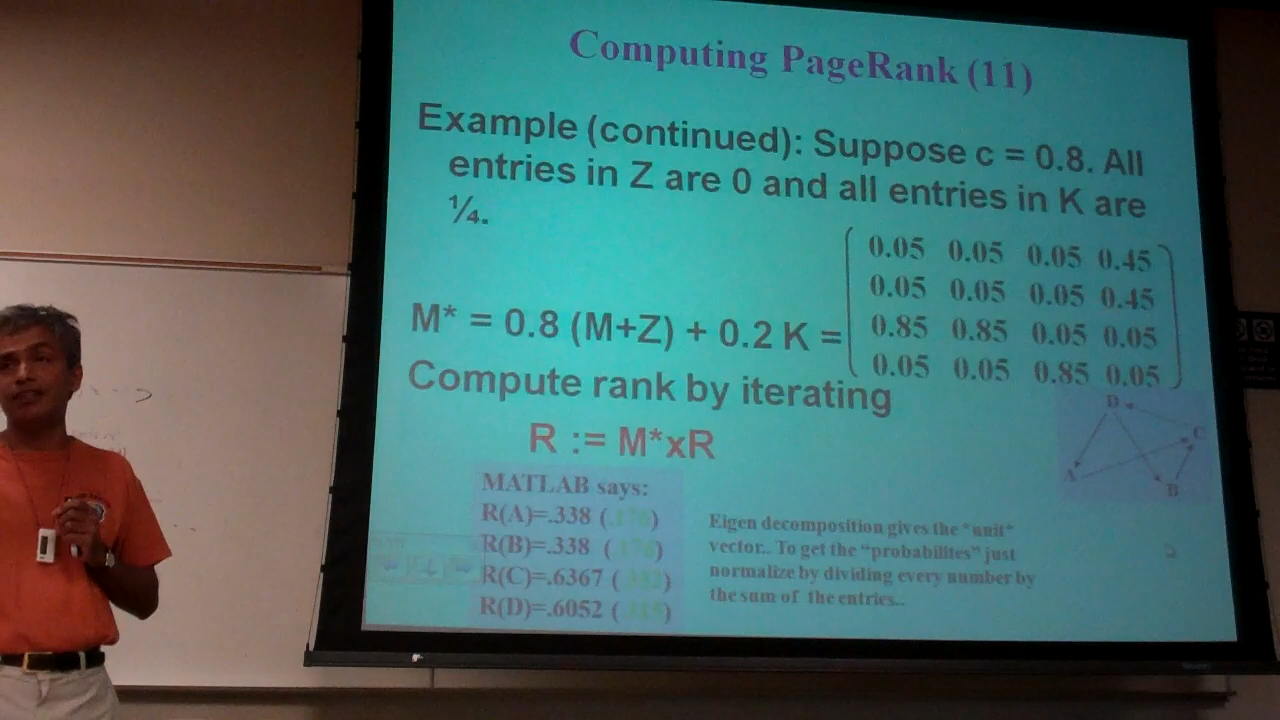 Computing PageRank (11)
Example (continued): Suppose c = 0.8. All
entries in Z are 0 and all entries in K are
¼.
0.05 0.05 0.05 0.45
0.05 0.05 0.05 0.45
M* = 0.8 (M+Z) + 0.2 K =
0.85 0.85 0.05 0.05
0.05 0.05 0.85 0.05
Compute rank by iterating
R := M*xR
D
C
A
B
MATLAB says:
R(A)=.338 (.176)
R(B)=.338 (.176)
R(C)=.6367 (
R(D)=.6052 (
Eigen decomposition gives the *unit*
vector.. To get the "probabilites" just
normalize by dividing every number by
the sum of the entries..